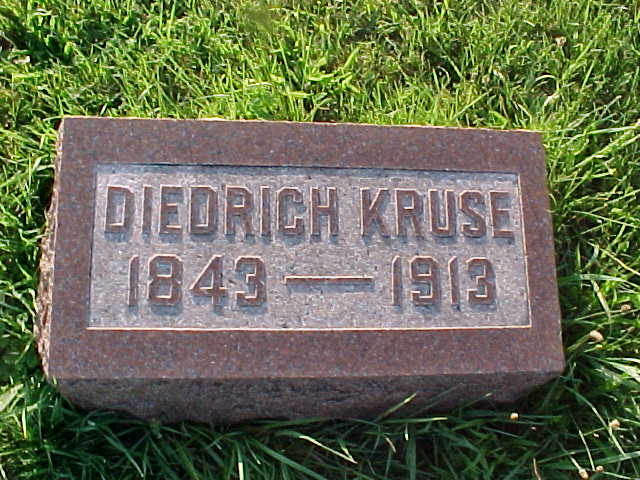 DIEDRICH KRUSE
1843 — 1913